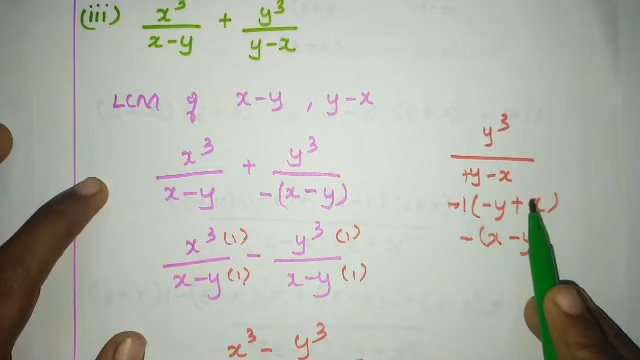 (iii) x³/(x-y) + y³/(y-x)
LCM of x-y , y-x
x³/(x-y) + y³/(-(x-y))
x³(1)/(x-y(1)) - y³(1)/(x-y(1))
x³ - y³
y³/(+y-x)
-1(-y+x)
-(x-y